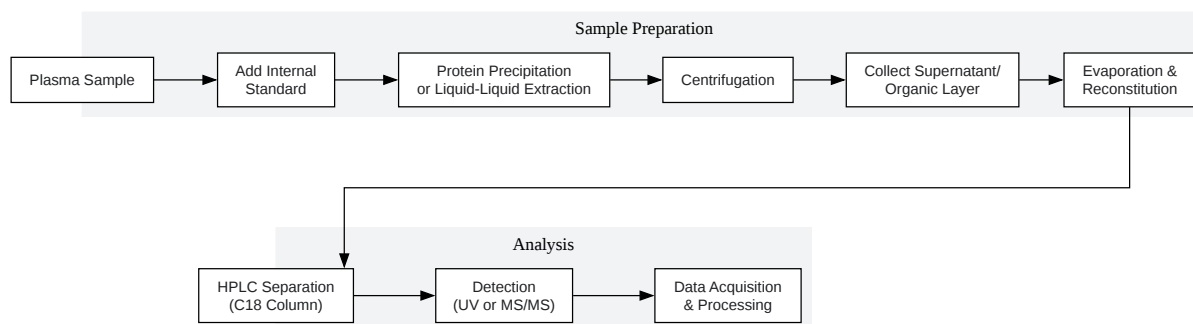 Sample Preparation
Plasma Sample
Add Internal
Standard
Protein Precipitation
or Liquid-Liquid Extraction
Centrifugation
Collect Supernatant/
Organic Layer
Evaporation &
Reconstitution
Analysis
HPLC Separation
(C18 Column)
Detection
(UV or MS/MS)
Data Acquisition
& Processing